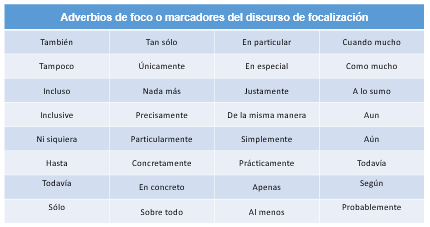 Adverbios de foco o marcadores del discurso de focalización
También Tan sólo En particular Cuando mucho
Tampoco Únicamente En especial Como mucho
Incluso Nada más Justamente A lo sumo
Inclusive Precisamente De la misma manera Aun
Ni siquiera Particularmente Simplemente Aún
Hasta Concretamente Prácticamente Todavía
Todavía En concreto Apenas Según
Sólo Sobre todo Al menos Probablemente